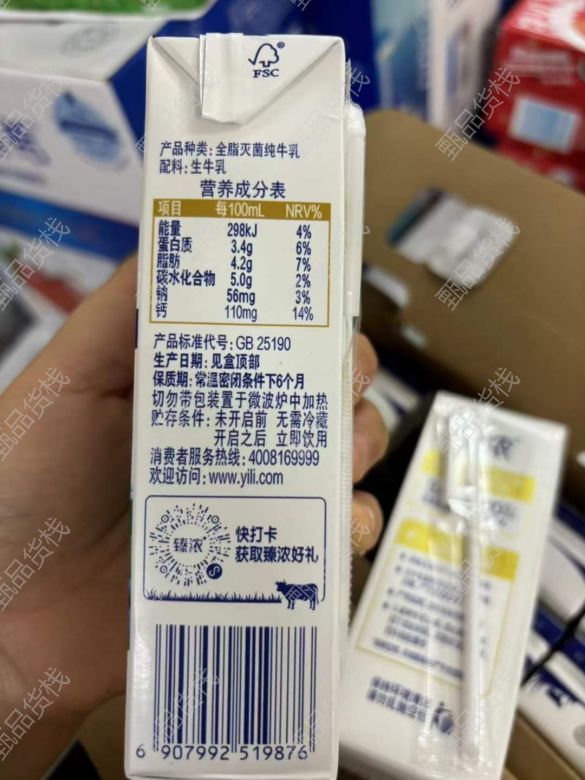 FSC®
产品种类：全脂灭菌纯牛乳
配料：生牛乳
营养成分表
项目 每100mL NRV%
能量 298kJ 4%
蛋白质 3.4g 6%
脂肪 4.2g 7%
碳水化合物 5.0g 2%
钠 56mg 3%
钙 110mg 14%
产品标准代号：GB 25190
生产日期：见盒顶部
保质期：常温密闭条件下6个月
切勿带包装置于微波炉中加热
贮存条件：未开启前 无需冷藏
开启之后 立即饮用
消费者服务热线：4008169999
欢迎访问：www.yili.com
臻浓
快打卡
获取臻浓好礼
6 907992 519876
浓
甄品货栈